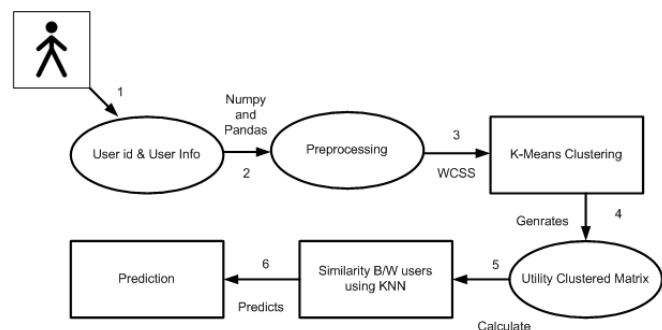 1
User id & User Info
Numpy
and
Pandas
2
Preprocessing
3
WCSS
K-Means Clustering
4
Genrates
Utility Clustered Matrix
5
Calculate
Similarity B/W users
using KNN
6
Predicts
Prediction